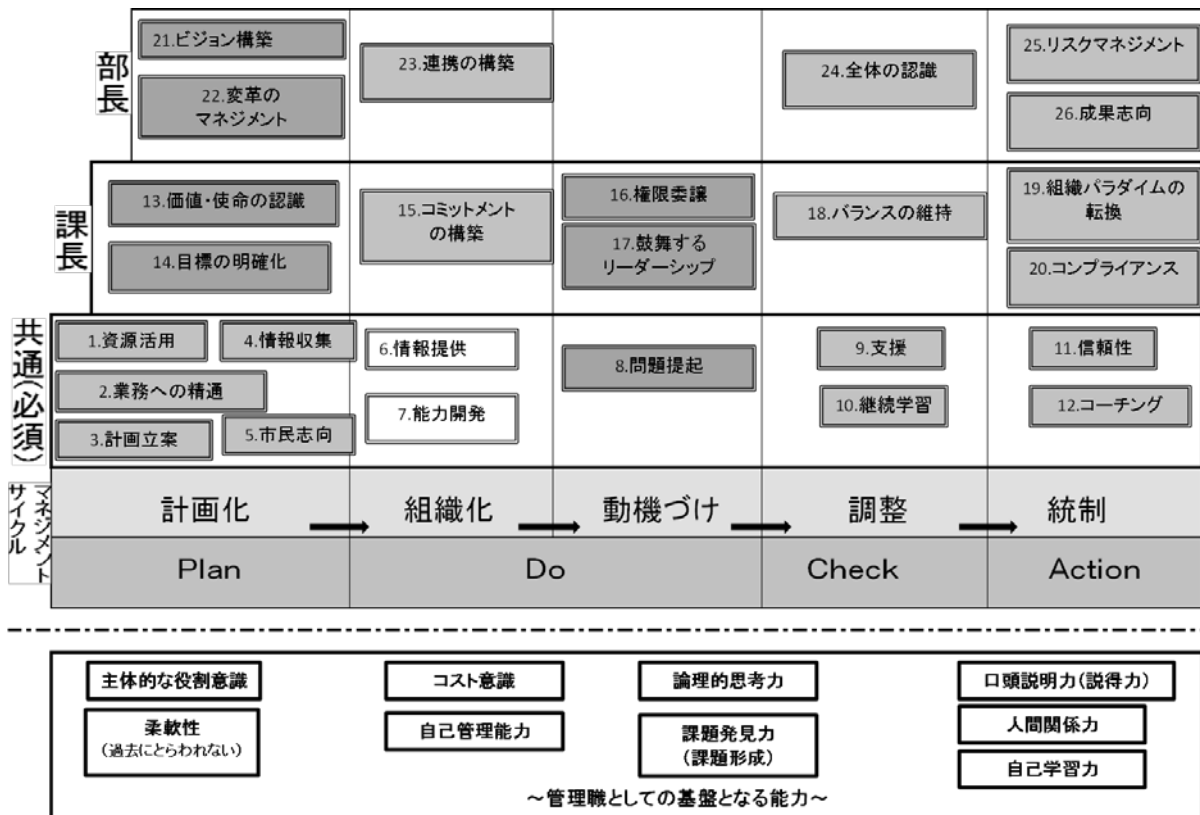 部長
21.ビジョン構築
22.変革の
マネジメント
23.連携の構築
24.全体の認識
25.リスクマネジメント
26.成果志向
課長
13.価値・使命の認識
14.目標の明確化
15.コミットメント
の構築
16.権限委譲
17.鼓舞する
リーダーシップ
18.バランスの維持
19.組織パラダイムの
転換
20.コンプライアンス
共通(必須)
1.資源活用
4.情報収集
2.業務への精通
3.計画立案
5.市民志向
6.情報提供
7.能力開発
8.問題提起
9.支援
10.継続学習
11.信頼性
12.コーチング
マネジメント
サイクル
計画化
組織化
動機づけ
調整
統制
Plan
Do
Check
Action
主体的な役割意識
コスト意識
論理的思考力
口頭説明力(説得力)
柔軟性
(過去にとらわれない)
自己管理能力
課題発見力
(課題形成)
人間関係力
自己学習力
~管理職としての基盤となる能力~